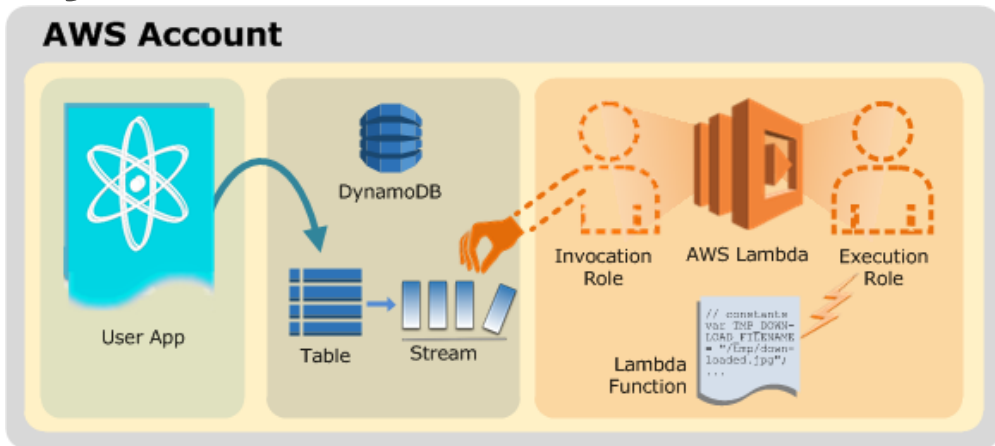 AWS Account
User App
DynamoDB
Table
Stream
Invocation
Role
AWS Lambda
Execution
Role
Lambda
Function
// constants
var TMP_DOWN-
LOAD_FILENAME
= "/tmp/down-
loaded.jpg";
...